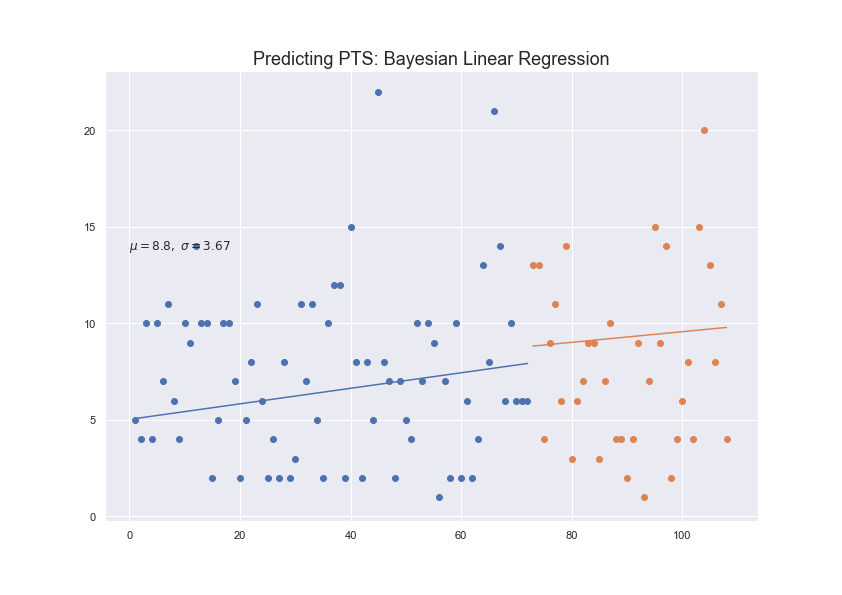 Predicting PTS: Bayesian Linear Regression
20
15
μ = 8.8, σ = 3.67
10
5
0
0 20 40 60 80 100